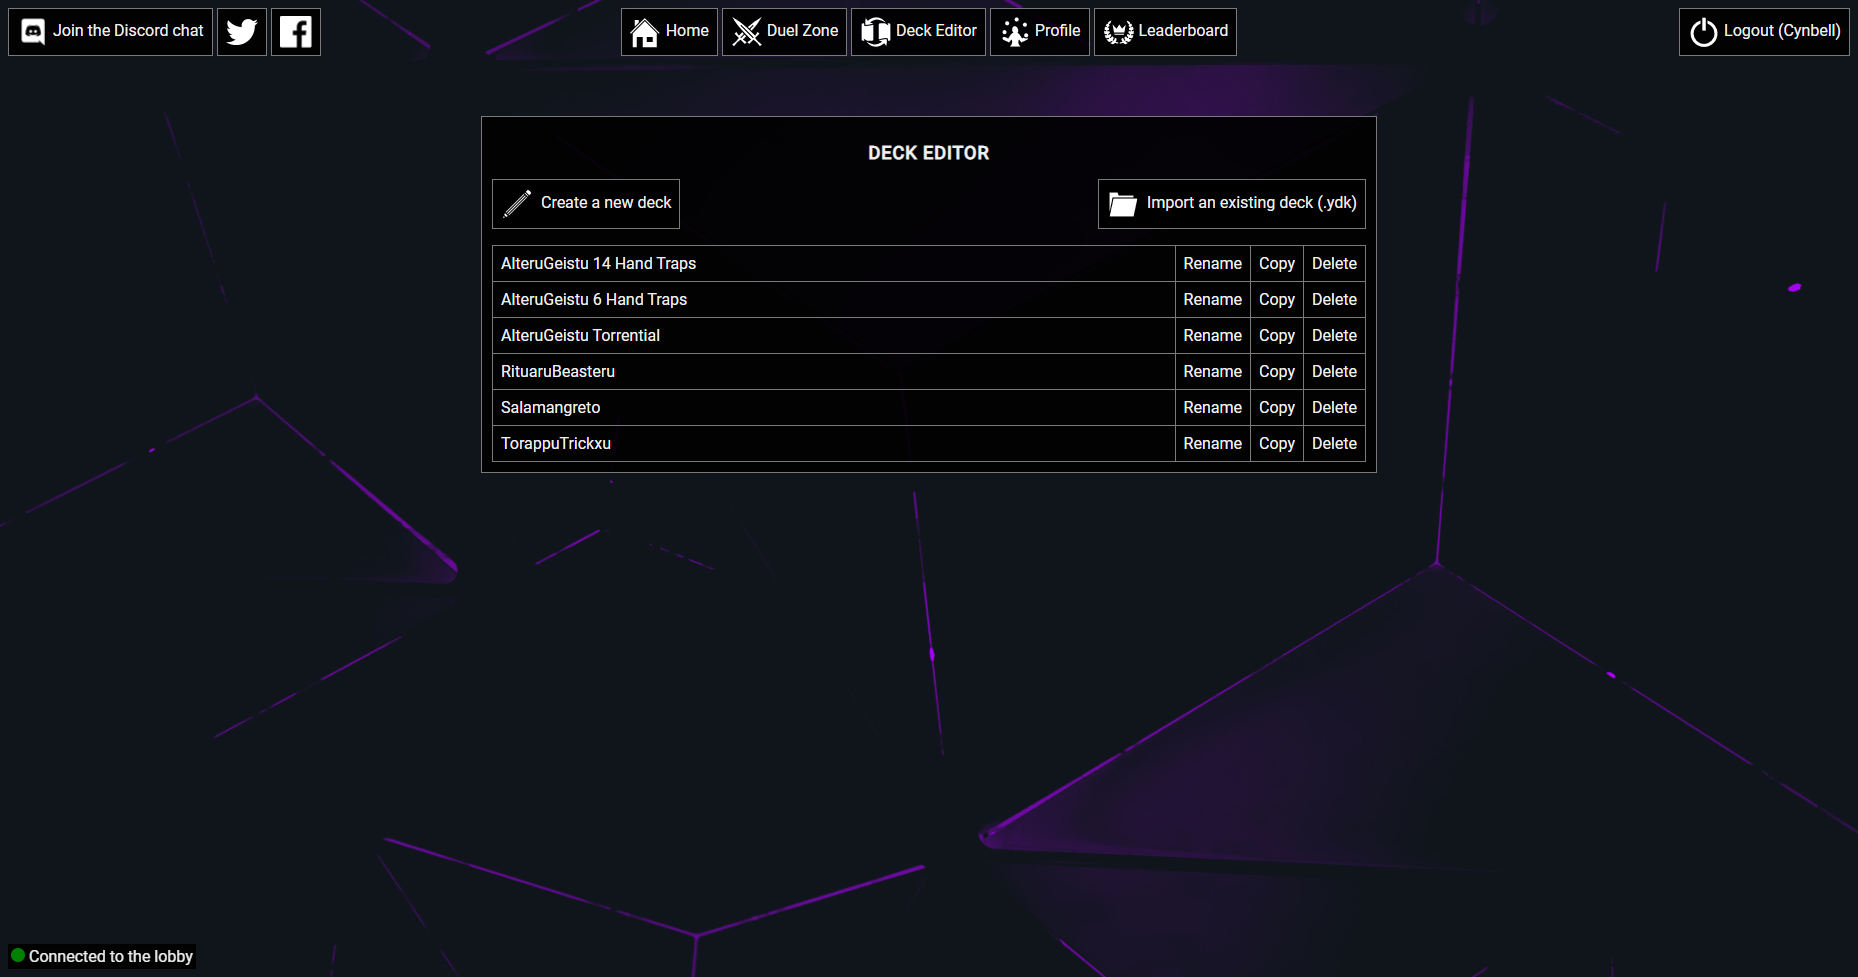 Join the Discord chat
Home
Duel Zone
Deck Editor
Profile
Leaderboard
Logout (Cynbell)
DECK EDITOR
Create a new deck
Import an existing deck (.ydk)
AlteruGeistu 14 Hand Traps Rename Copy Delete
AlteruGeistu 6 Hand Traps Rename Copy Delete
AlteruGeistu Torrential Rename Copy Delete
RituaruBeasteru Rename Copy Delete
Salamangreto Rename Copy Delete
TorappuTrickxu Rename Copy Delete
Connected to the lobby